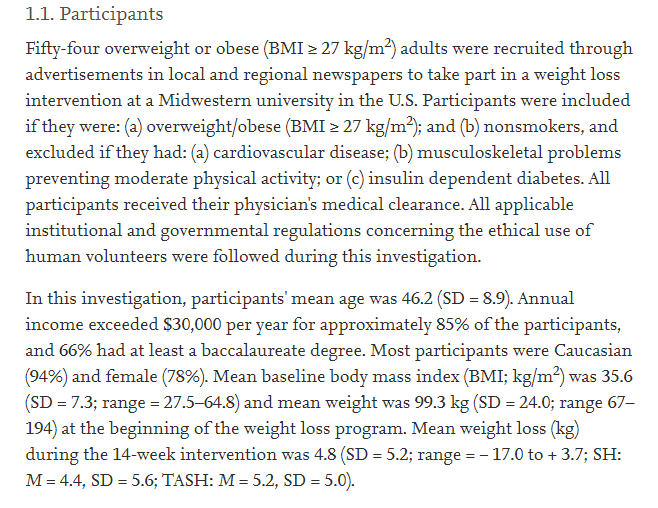 1.1. Participants
Fifty-four overweight or obese (BMI ≥ 27 kg/m²) adults were recruited through
advertisements in local and regional newspapers to take part in a weight loss
intervention at a Midwestern university in the U.S. Participants were included
if they were: (a) overweight/obese (BMI ≥ 27 kg/m²); and (b) nonsmokers, and
excluded if they had: (a) cardiovascular disease; (b) musculoskeletal problems
preventing moderate physical activity; or (c) insulin dependent diabetes. All
participants received their physician's medical clearance. All applicable
institutional and governmental regulations concerning the ethical use of
human volunteers were followed during this investigation.
In this investigation, participants' mean age was 46.2 (SD = 8.9). Annual
income exceeded $30,000 per year for approximately 85% of the participants,
and 66% had at least a baccalaureate degree. Most participants were Caucasian
(94%) and female (78%). Mean baseline body mass index (BMI; kg/m²) was 35.6
(SD = 7.3; range = 27.5–64.8) and mean weight was 99.3 kg (SD = 24.0; range 67–
194) at the beginning of the weight loss program. Mean weight loss (kg)
during the 14-week intervention was 4.8 (SD = 5.2; range = − 17.0 to + 3.7; SH:
M = 4.4, SD = 5.6; TASH: M = 5.2, SD = 5.0).